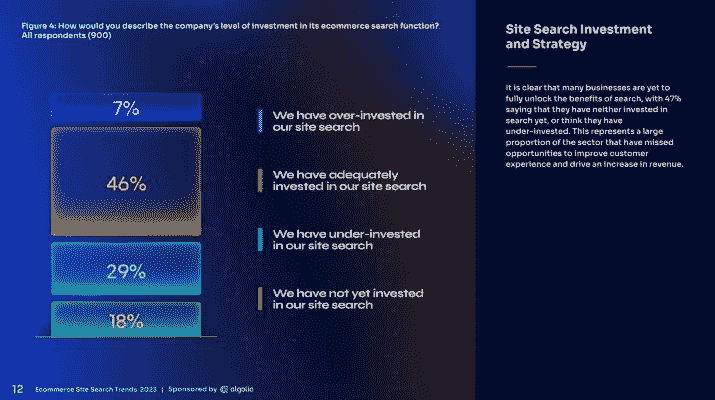 Figure 4: How would you describe the company's level of investment in its ecommerce search function?
All respondents (900)
7%
46%
29%
18%
We have over-invested in
our site search
We have adequately
invested in our site search
We have under-invested
in our site search
We have not yet invested
in our site search
Site Search Investment
and Strategy
It is clear that many businesses are yet to
fully unlock the benefits of search, with 47%
saying that they have neither invested in
search yet, or think they have
under-invested. This represents a large
proportion of the sector that have missed
opportunities to improve customer
experience and drive an increase in revenue.
12 Ecommerce Site Search Trends 2023 | Sponsored by algolia